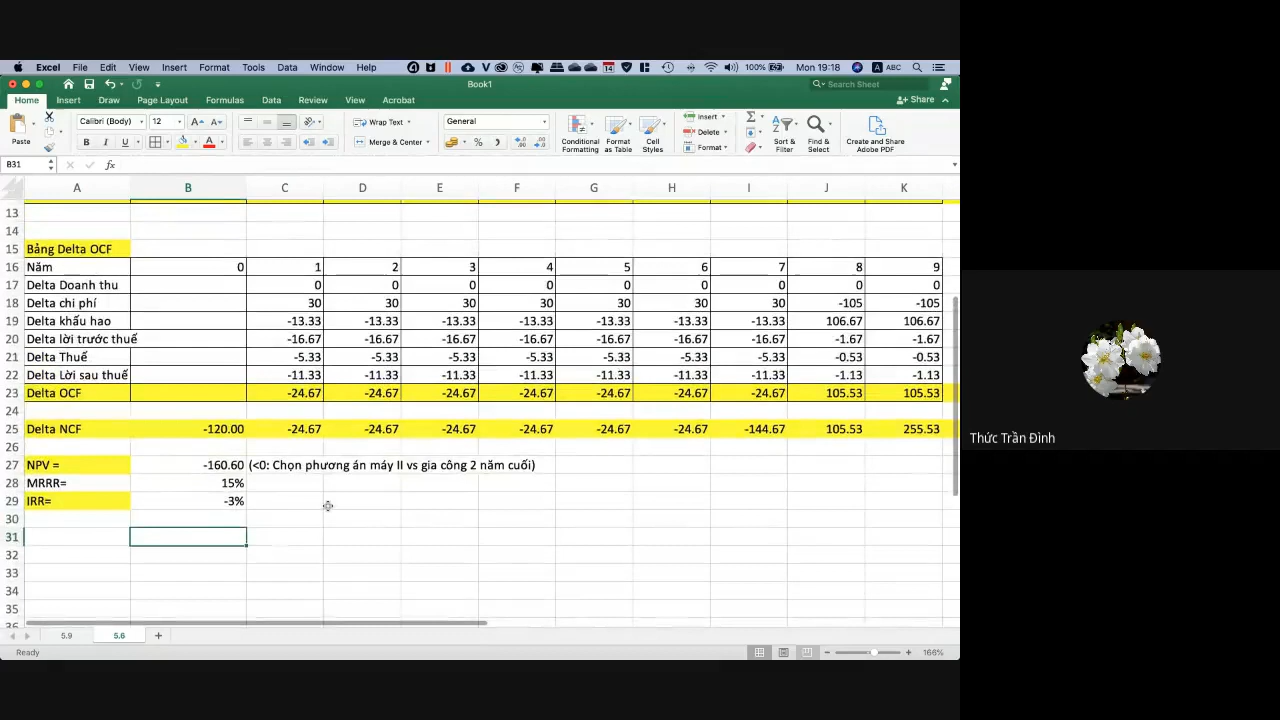 Excel File Edit View Insert Format Tools Data Window Help 14 100% Mon 19:18 A ABC
Book1 Search Sheet
Home Insert Draw Page Layout Formulas Data Review View Acrobat Share
Paste Calibri (Body) 12 A A Wrap Text General Insert
Conditional Formatting Format as Table Cell Styles Delete Sort & Filter Find & Select Create and Share Adobe PDF
B I U A Merge & Center % Format
B31 fx
A B C D E F G H I J K
13
14
15 Bảng Delta OCF
16 Năm 0 1 2 3 4 5 6 7 8 9
17 Delta Doanh thu 0 0 0 0 0 0 0 0 0
18 Delta chi phí 30 30 30 30 30 30 30 -105 -105
19 Delta khấu hao -13.33 -13.33 -13.33 -13.33 -13.33 -13.33 -13.33 106.67 106.67
20 Delta lời trước thuế -16.67 -16.67 -16.67 -16.67 -16.67 -16.67 -16.67 -1.67 -1.67
21 Delta Thuế -5.33 -5.33 -5.33 -5.33 -5.33 -5.33 -5.33 -0.53 -0.53
22 Delta Lời sau thuế -11.33 -11.33 -11.33 -11.33 -11.33 -11.33 -11.33 -1.13 -1.13
23 Delta OCF -24.67 -24.67 -24.67 -24.67 -24.67 -24.67 -24.67 105.53 105.53
24
25 Delta NCF -120.00 -24.67 -24.67 -24.67 -24.67 -24.67 -24.67 -144.67 105.53 255.53
26
27 NPV = -160.60 (<0: Chọn phương án máy II vs gia công 2 năm cuối)
28 MRRR= 15%
29 IRR= -3%
30
31
32
33
34
35
36
5.9 5.6 +
Ready 166%
Thức Trần Đình